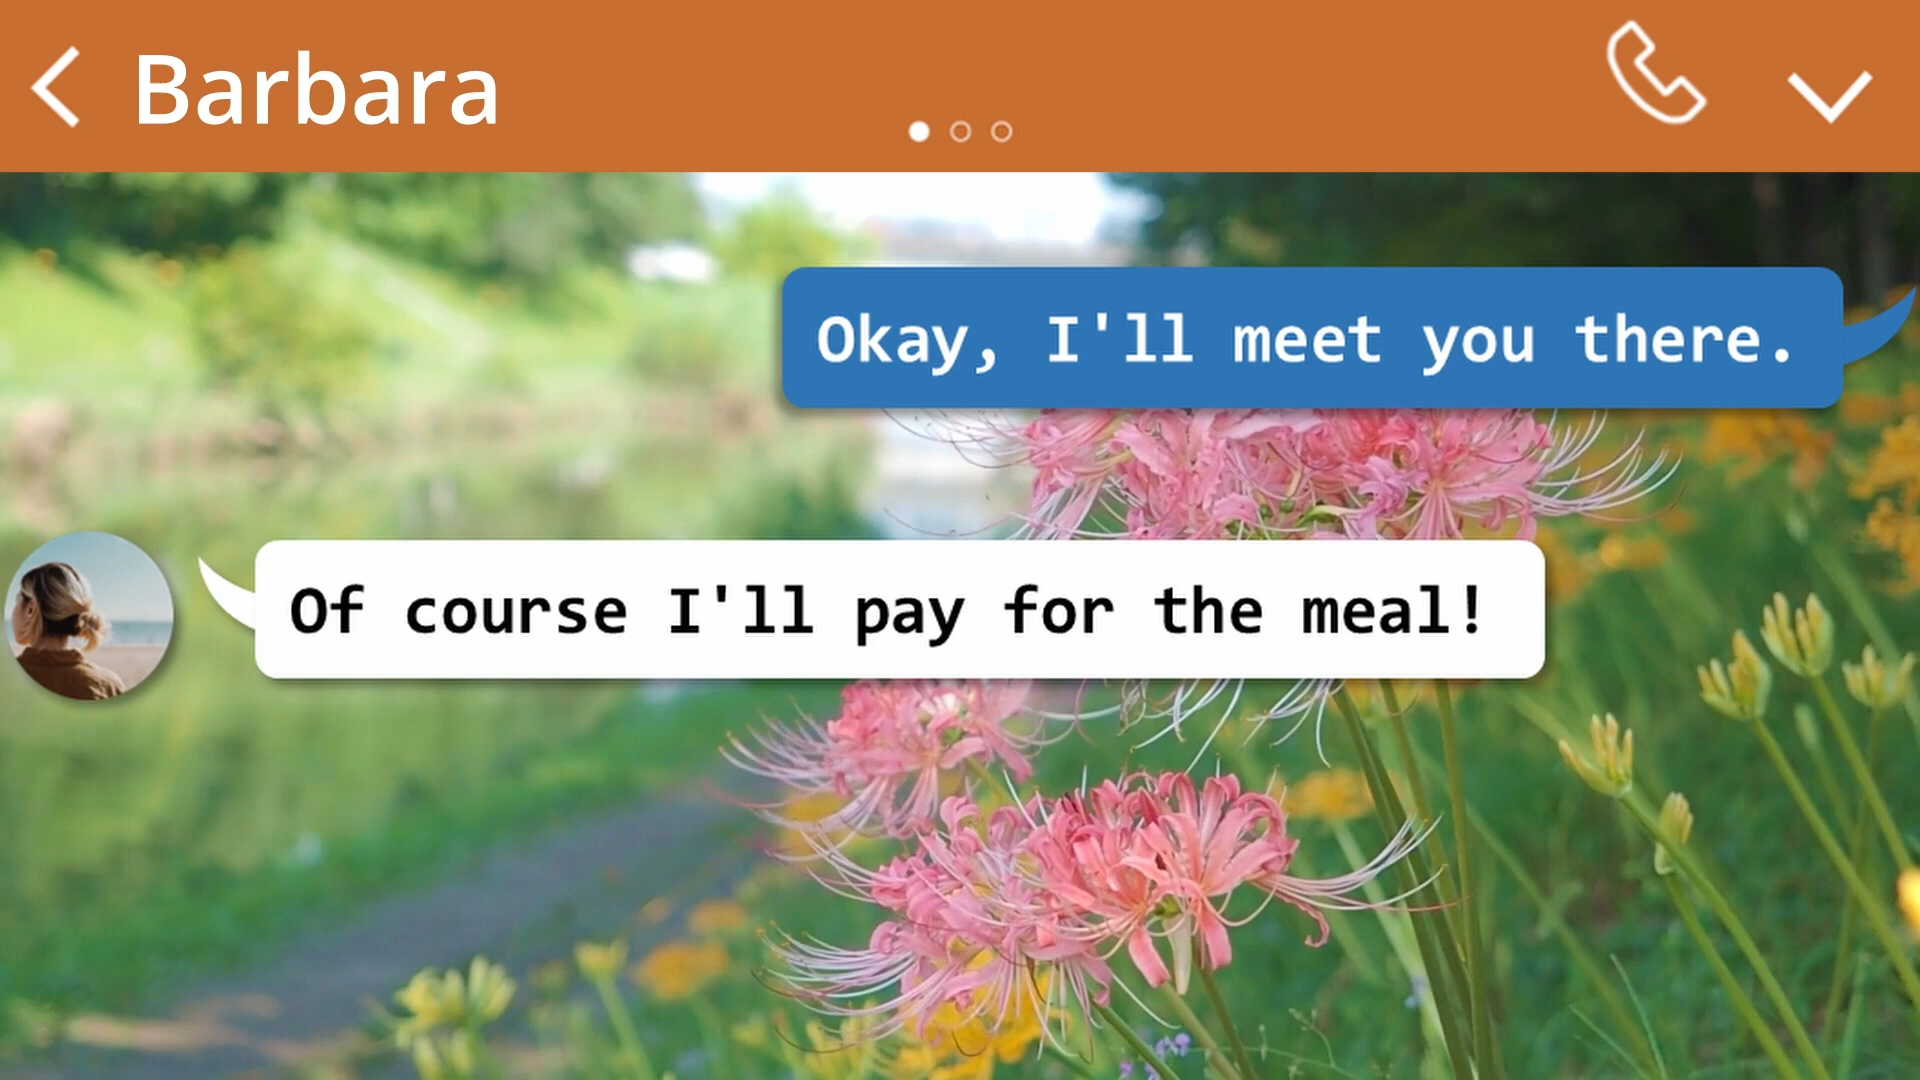 Barbara
Okay, I'll meet you there.
Of course I'll pay for the meal!